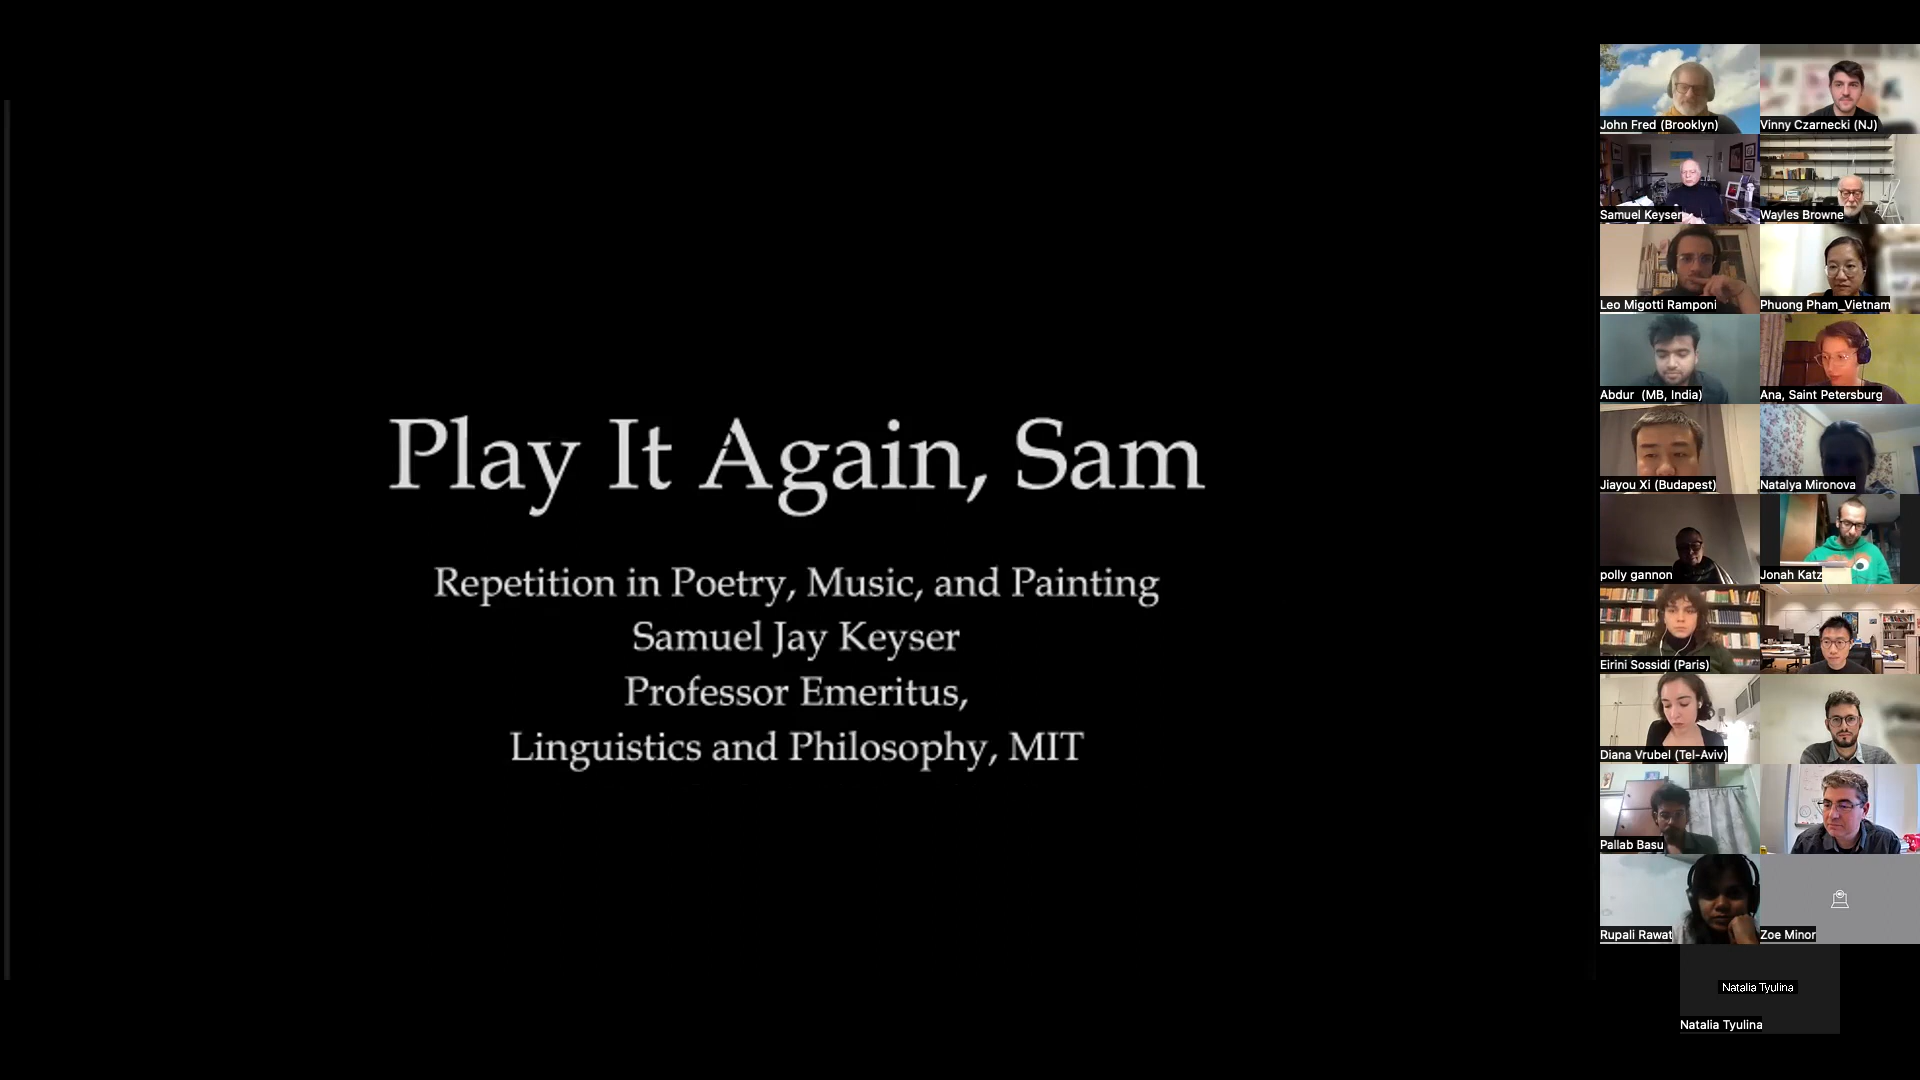 Play It Again, Sam
Repetition in Poetry, Music, and Painting
Samuel Jay Keyser
Professor Emeritus,
Linguistics and Philosophy, MIT
John Fred (Brooklyn)
Vinny Czarnecki (NJ)
Samuel Keyser
Wayles Browne
Leo Migotti Ramponi
Phuong Pham_Vietnam
Abdur (MB, India)
Ana, Saint Petersburg
Jiayou Xi (Budapest)
Natalya Mironova
polly gannon
Jonah Katz
Eirini Sossidi (Paris)
Diana Vrubel (Tel-Aviv)
Pallab Basu
Rupali Rawat
Zoe Minor
Natalia Tyulina
Natalia Tyulina